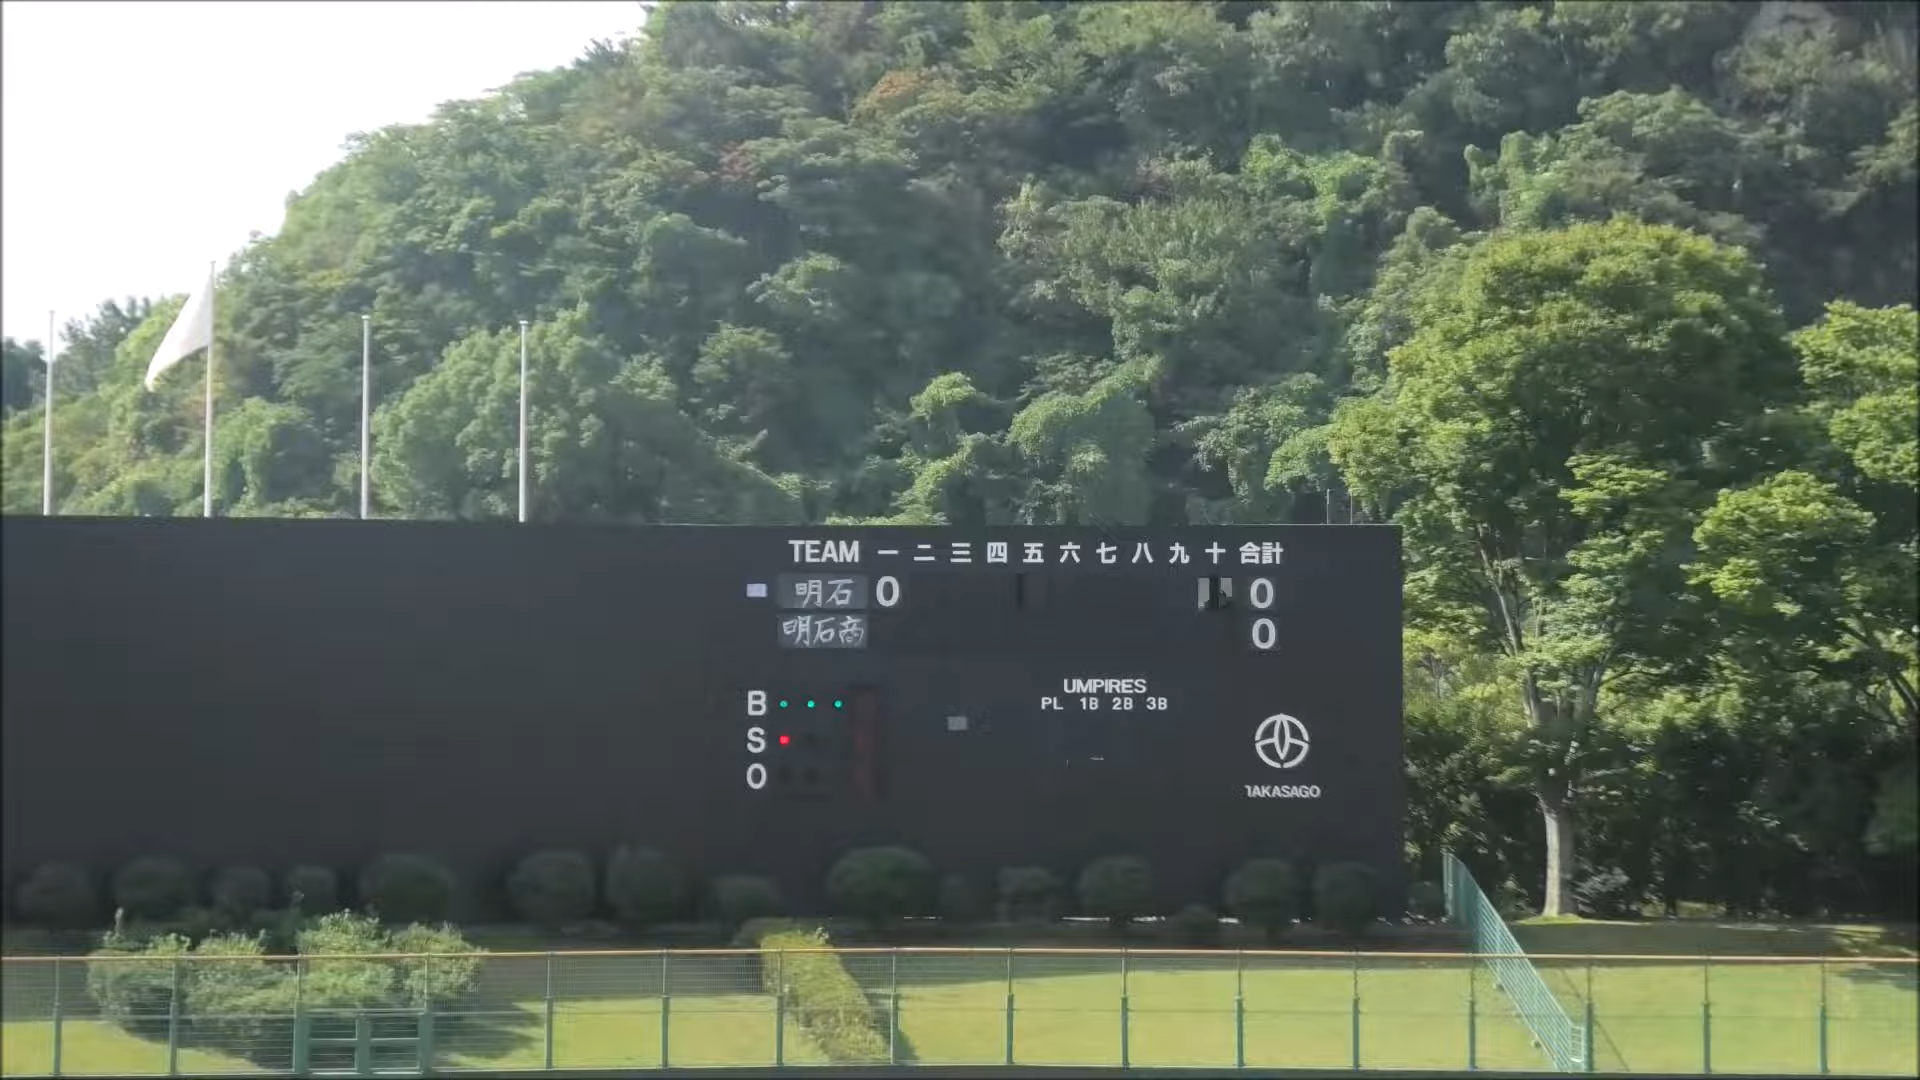 TEAM 一 二 三 四 五 六 七 八 九 十 合計
明石 0 0
明石商 0
B
S
O
UMPIRES
PL 1B 2B 3B
TAKASAGO